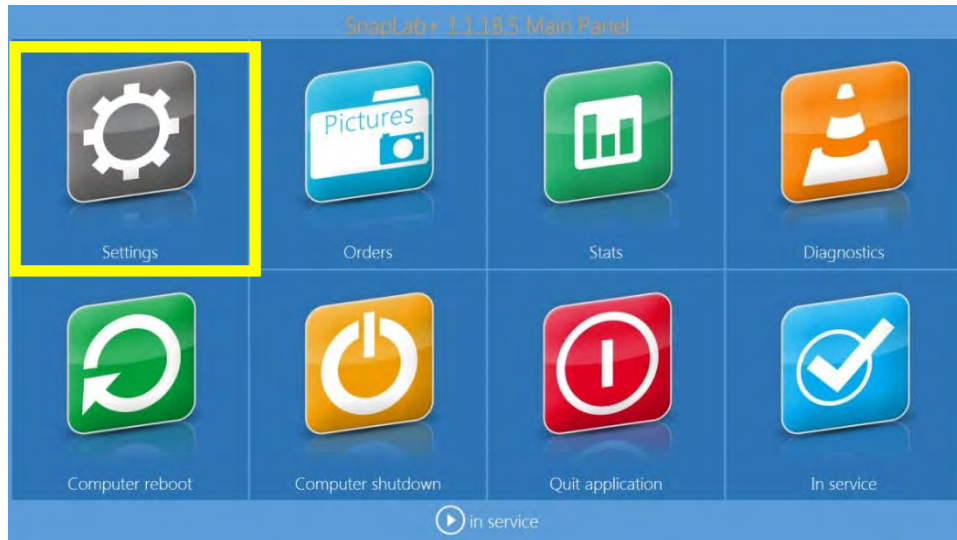 SnapLab+ 1.1.18.5 Main Panel
Pictures
Settings
Orders
Stats
Diagnostics
Computer reboot
Computer shutdown
Quit application
In service
in service